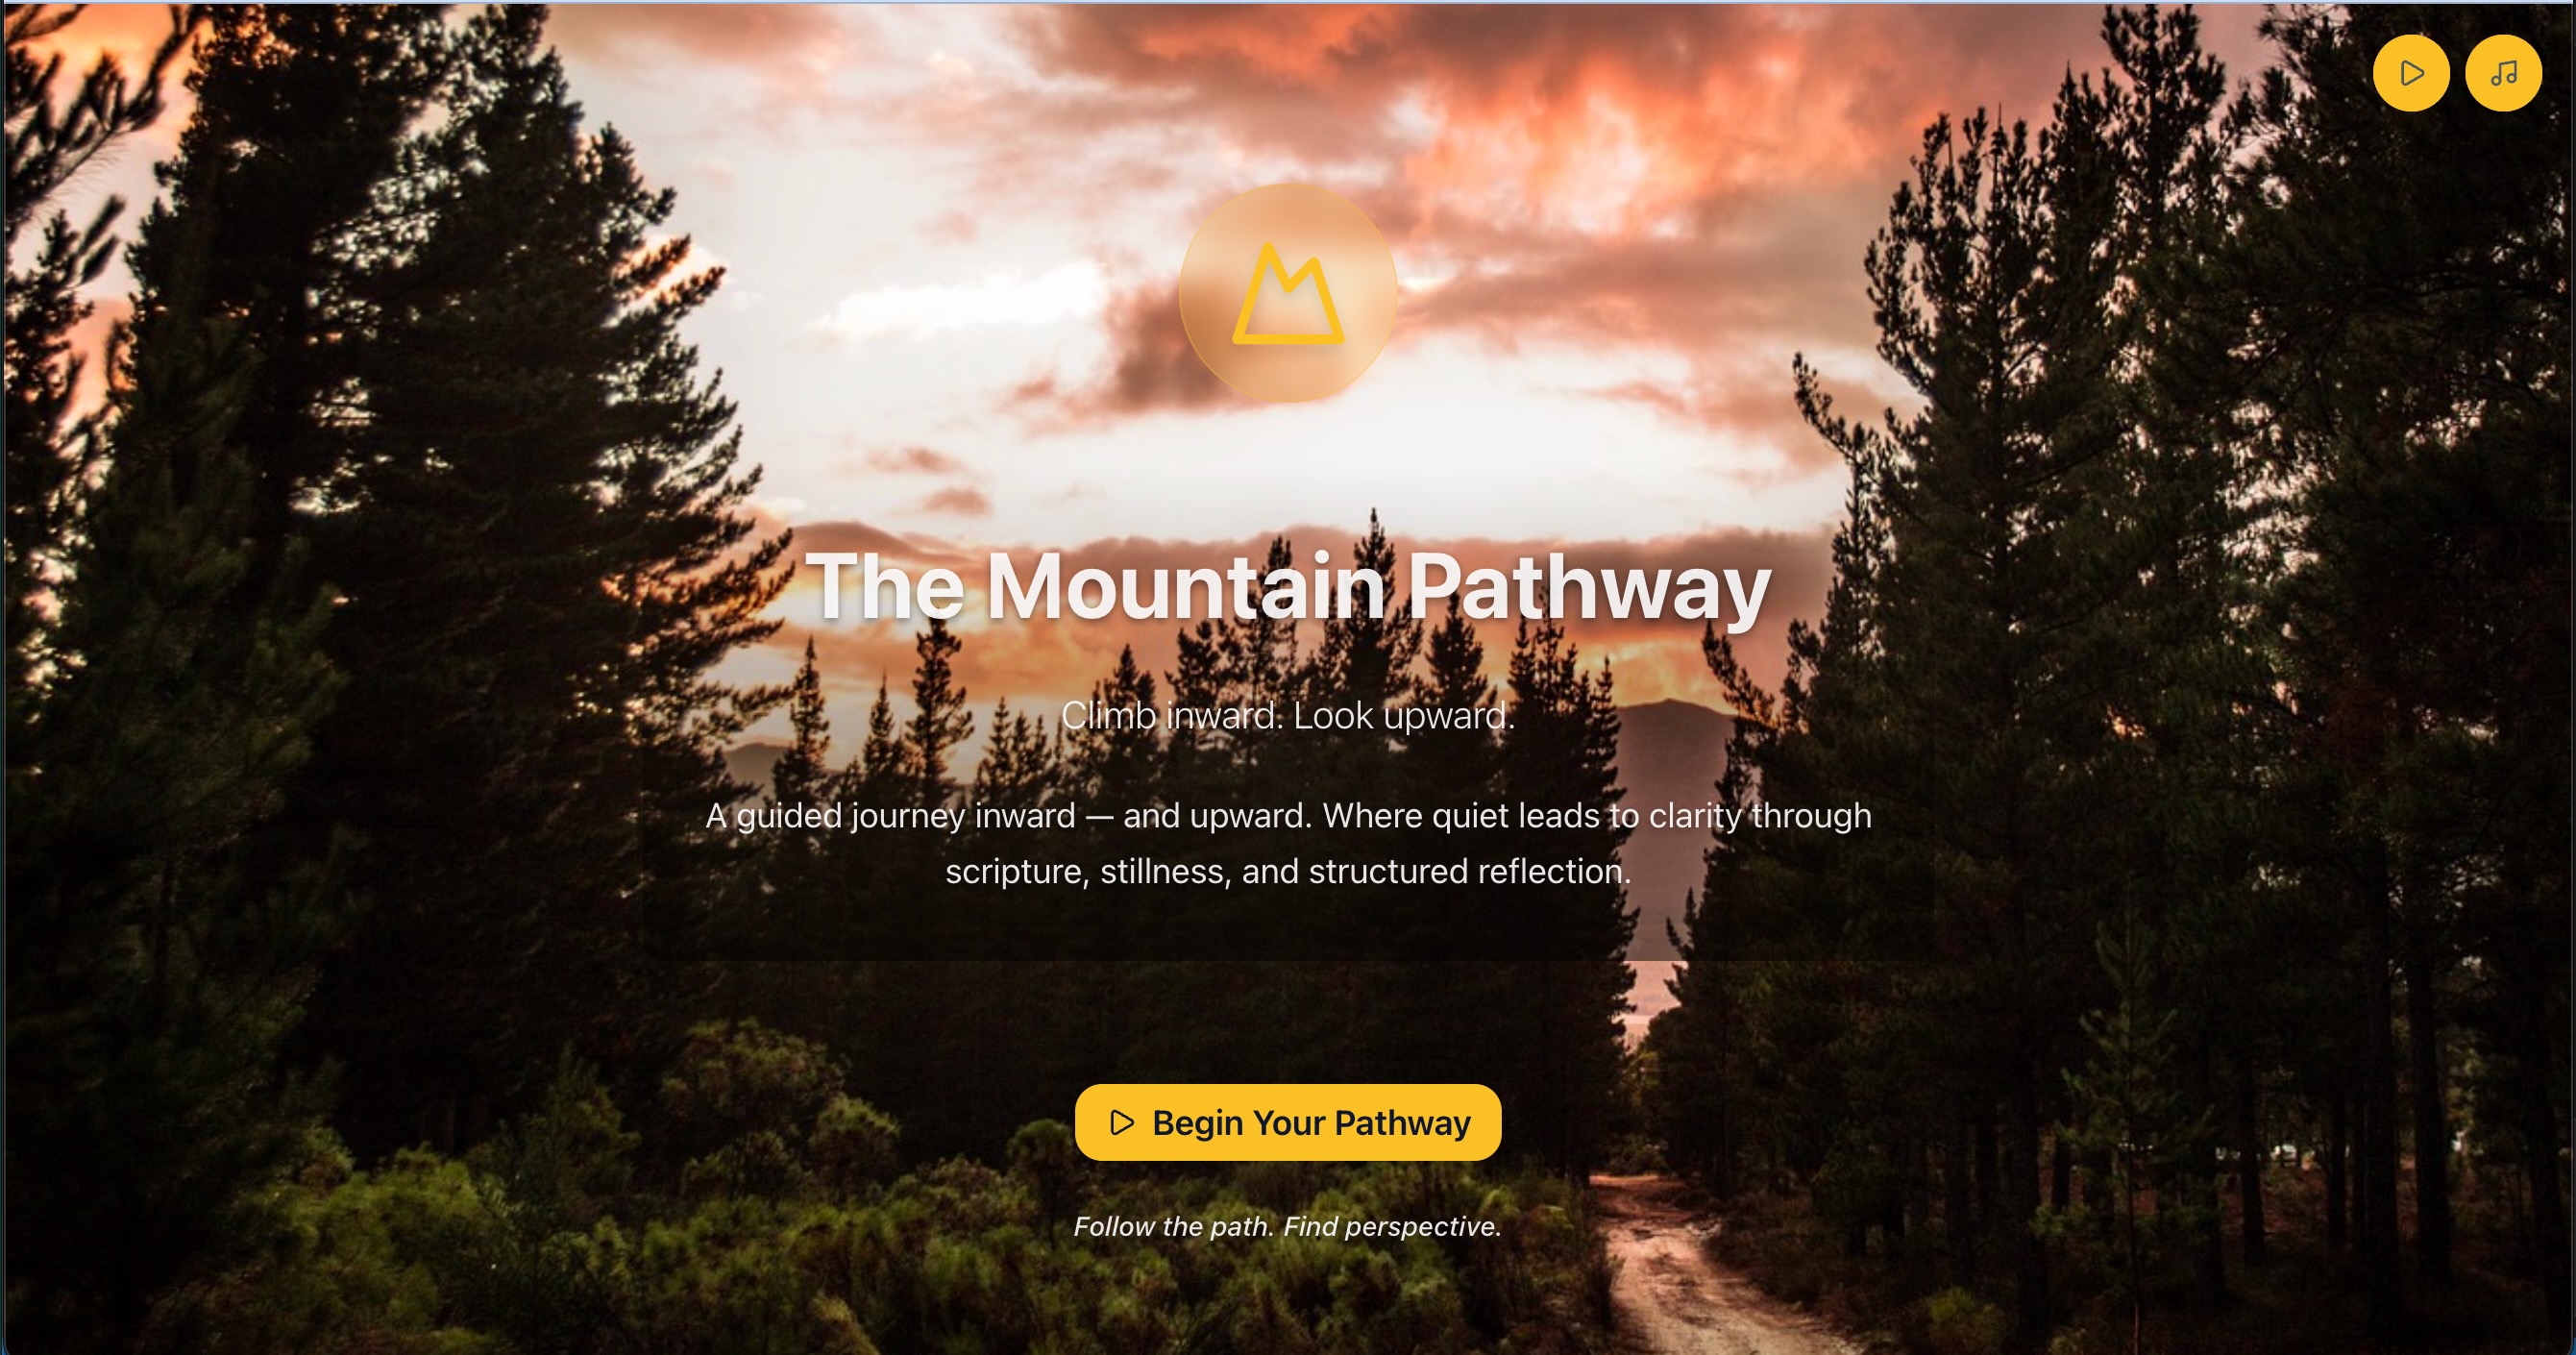 The Mountain Pathway
Climb inward. Look upward.
A guided journey inward — and upward. Where quiet leads to clarity through
scripture, stillness, and structured reflection.
Begin Your Pathway
Follow the path. Find perspective.